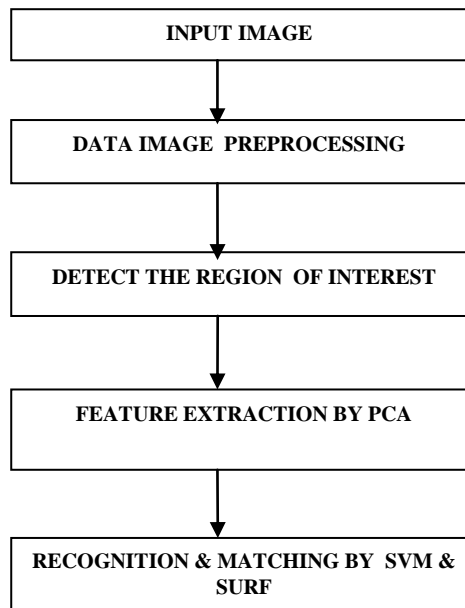 INPUT IMAGE
DATA IMAGE PREPROCESSING
DETECT THE REGION OF INTEREST
FEATURE EXTRACTION BY PCA
RECOGNITION & MATCHING BY SVM &
SURF